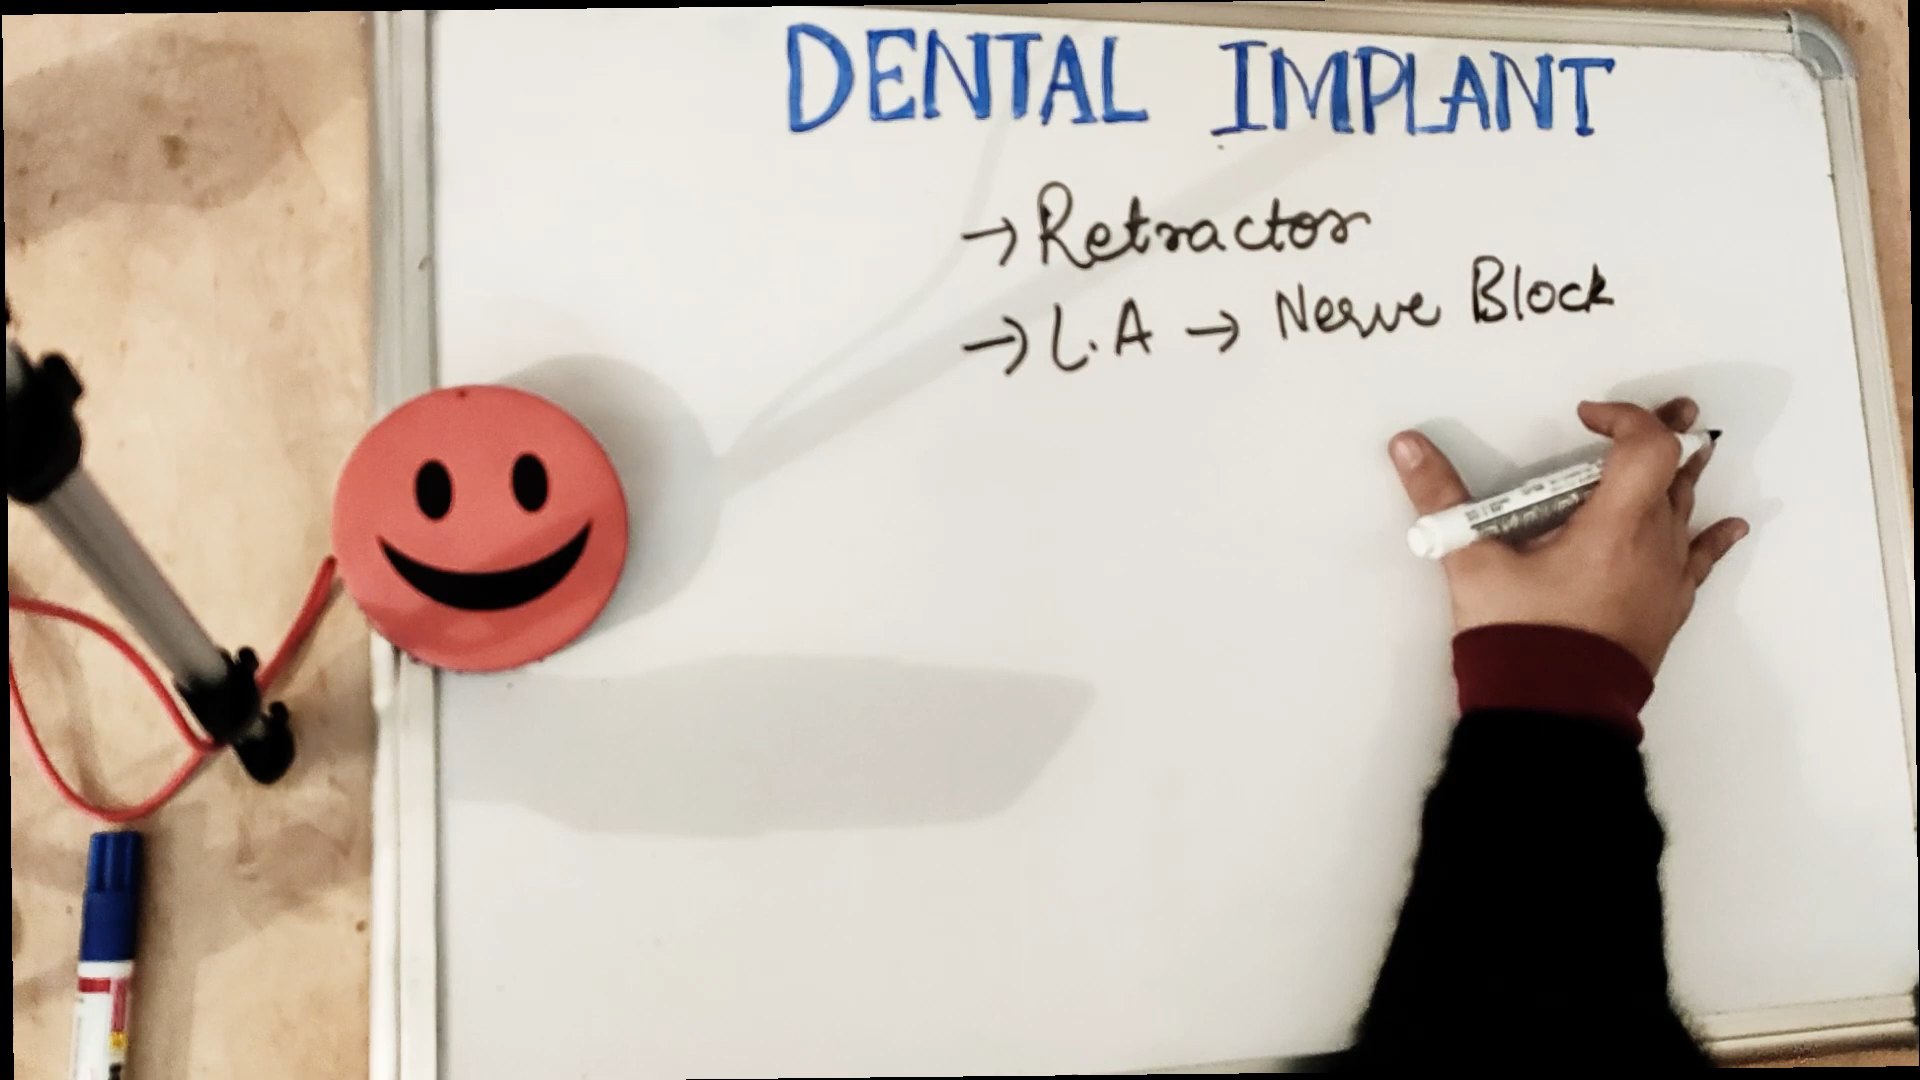 DENTAL IMPLANT
→ Retractor
→ L.A → Nerve Block